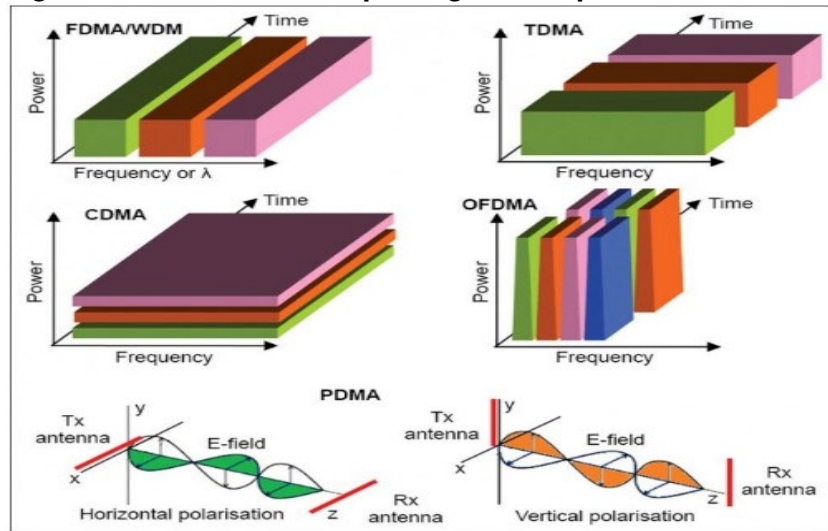 FDMA/WDM
Time
Power
Frequency or λ
TDMA
Time
Power
Frequency
CDMA
Time
Power
Frequency
OFDMA
Time
Power
Frequency
PDMA
Tx
antenna
y
E-field
x
z
Rx
antenna
Horizontal polarisation
Tx
antenna
y
E-field
x
z
Rx
antenna
Vertical polarisation